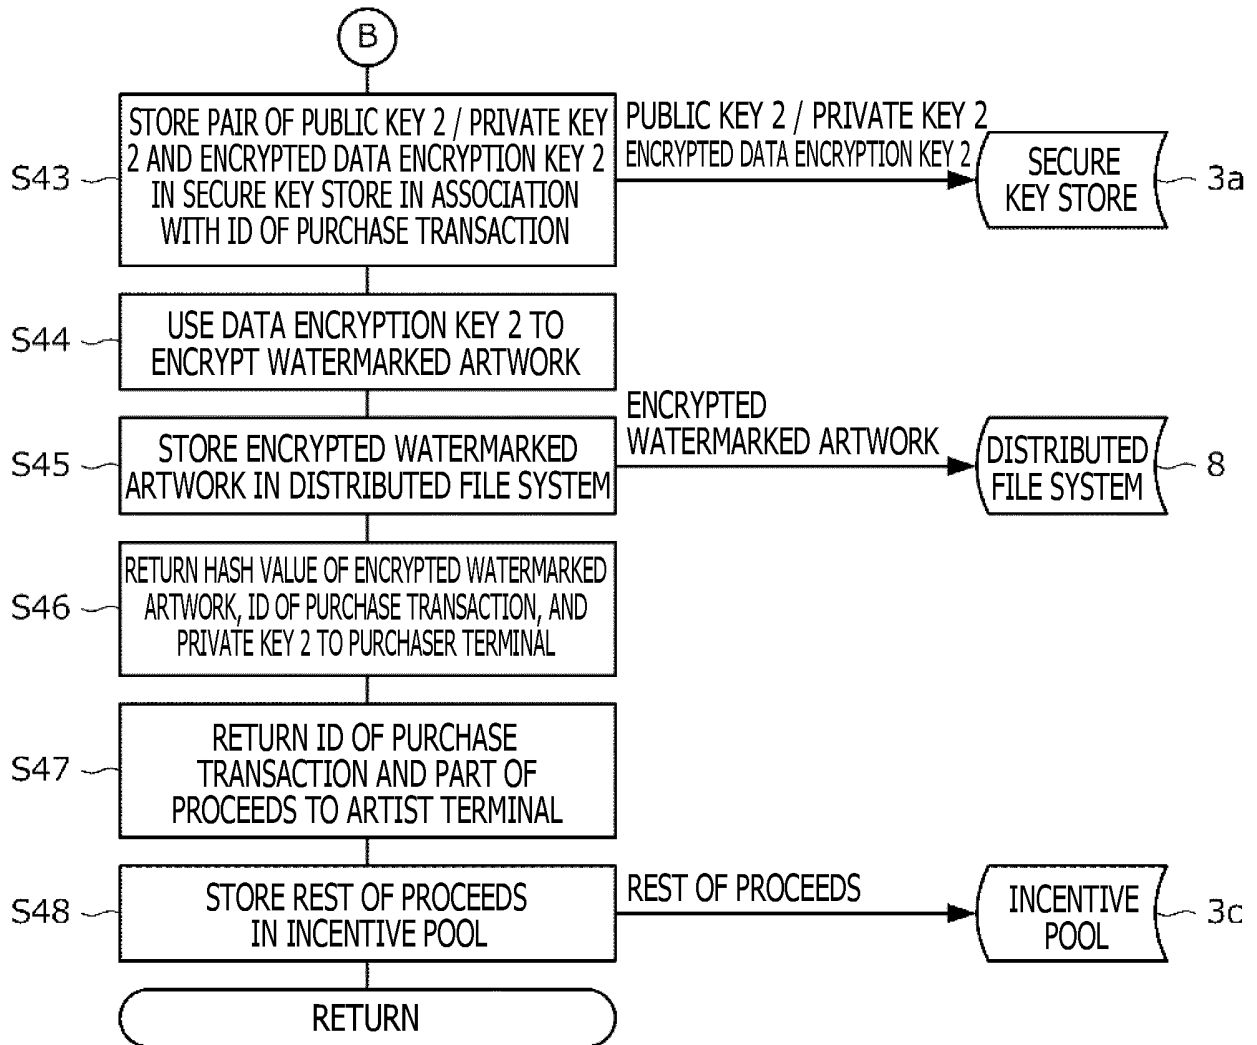 B
STORE PAIR OF PUBLIC KEY 2 / PRIVATE KEY
2 AND ENCRYPTED DATA ENCRYPTION KEY 2
IN SECURE KEY STORE IN ASSOCIATION
WITH ID OF PURCHASE TRANSACTION
S43
PUBLIC KEY 2 / PRIVATE KEY 2
ENCRYPTED DATA ENCRYPTION KEY 2
SECURE
KEY STORE
3a
S44
USE DATA ENCRYPTION KEY 2 TO
ENCRYPT WATERMARKED ARTWORK
S45
STORE ENCRYPTED WATERMARKED
ARTWORK IN DISTRIBUTED FILE SYSTEM
ENCRYPTED
WATERMARKED ARTWORK
DISTRIBUTED
FILE SYSTEM
8
S46
RETURN HASH VALUE OF ENCRYPTED WATERMARKED
ARTWORK, ID OF PURCHASE TRANSACTION, AND
PRIVATE KEY 2 TO PURCHASER TERMINAL
S47
RETURN ID OF PURCHASE
TRANSACTION AND PART OF
PROCEEDS TO ARTIST TERMINAL
S48
STORE REST OF PROCEEDS
IN INCENTIVE POOL
REST OF PROCEEDS
INCENTIVE
POOL
3c
RETURN